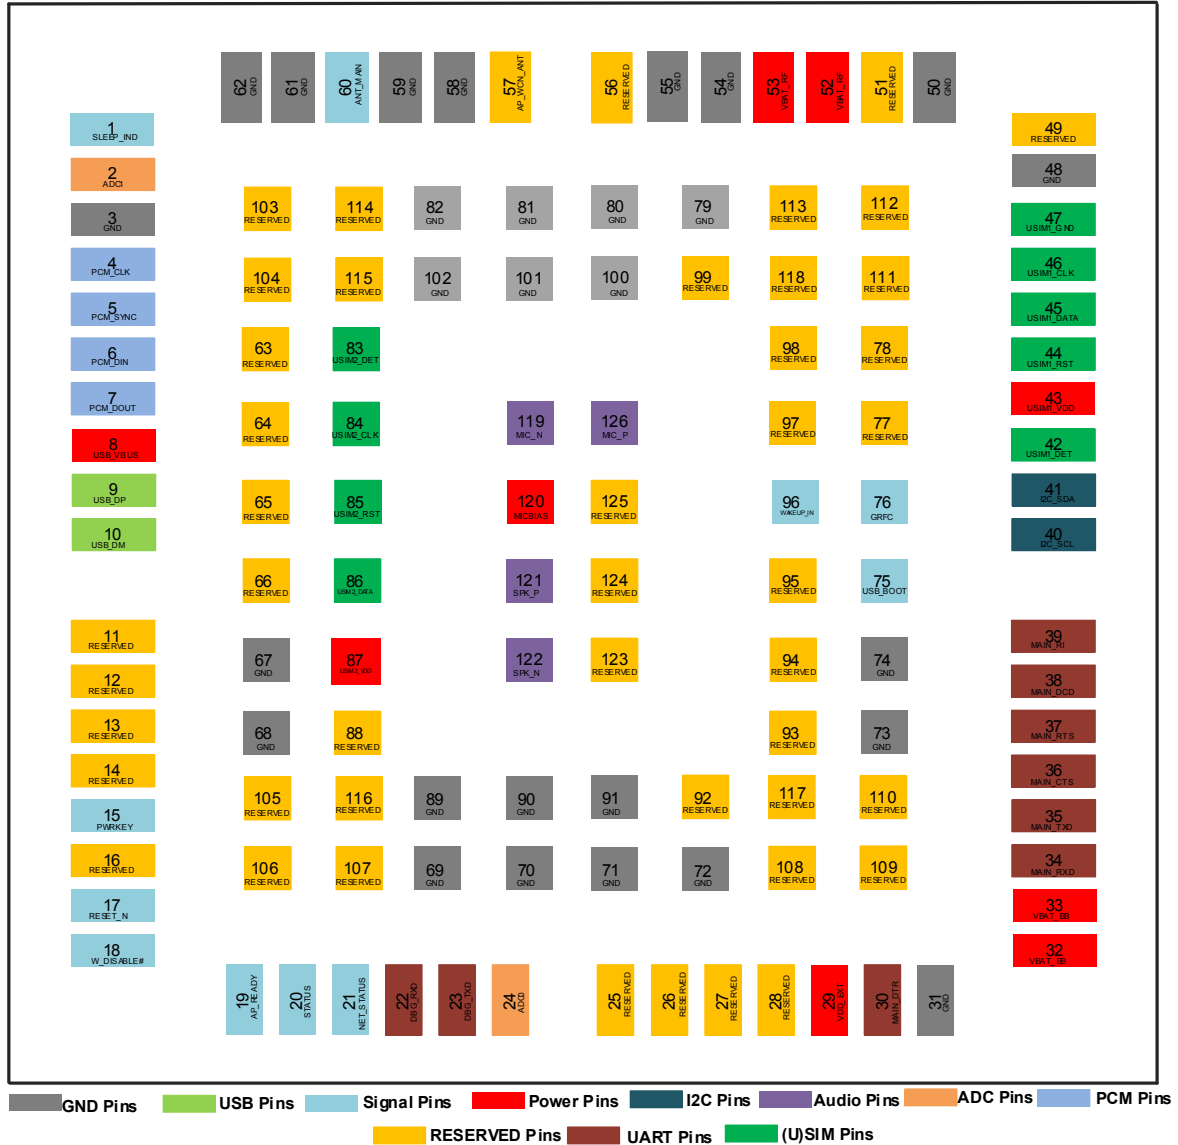 62 GND
61 GND
60 ANT_MAIN
59 GND
58 GND
57 AP_WCN_ANT
56 RESERVED
55 GND
54 GND
53 VBAT_RF
52 VBAT_RF
51 RESERVED
50 GND
1
SLEEP_IND
2
ADC1
3
GND
4
PCM_CLK
5
PCM_SYNC
6
PCM_DIN
7
PCM_DOUT
8
USB_VBUS
9
USB_DP
10
USB_DM
11
RESERVED
12
RESERVED
13
RESERVED
14
RESERVED
15
PWRKEY
16
RESERVED
17
RESET_N
18
W_DISABLE#
103 114 82 81 80 79 113 112
RESERVED RESERVED GND GND GND GND RESERVED RESERVED
104 115 102 101 100 99 118 111
RESERVED RESERVED GND GND GND RESERVED RESERVED RESERVED
63 83 98 78
RESERVED USIM2_DET RESERVED RESERVED
64 84 119 126 97 77
RESERVED USIM2_CLK MIC_N MIC_P RESERVED RESERVED
65 85 120 125 96 76
RESERVED USIM2_RST MICBIAS RESERVED WAKEUP_IN GRFC
66 86 121 124 95 75
RESERVED USIM2_DATA SPK_P RESERVED RESERVED USB_BOOT
67 87 122 123 94 74
GND USIM2_VDD SPK_N RESERVED RESERVED GND
68 88 93 73
GND RESERVED RESERVED GND
105 116 89 90 91 92 117 110
RESERVED RESERVED GND GND GND RESERVED RESERVED RESERVED
106 107 69 70 71 72 108 109
RESERVED RESERVED GND GND GND GND RESERVED RESERVED
49
RESERVED
48
GND
47
USIM1_GND
46
USIM1_CLK
45
USIM1_DATA
44
USIM1_RST
43
USIM1_VDD
42
USIM1_DET
41
I2C_SDA
40
I2C_SCL
39
MAIN_RI
38
MAIN_DCD
37
MAIN_RTS
36
MAIN_CTS
35
MAIN_TXD
34
MAIN_RXD
33
VBAT_BB
32
VBAT_BB
19 AP_READY
20 STATUS
21 NET_STATUS
22 DBG_RXD
23 DBG_TXD
24 ADC0
25 RESERVED
26 RESERVED
27 RESERVED
28 RESERVED
29 VDD_EXT
30 MAIN_DTR
31 GND
GND Pins USB Pins Signal Pins Power Pins I2C Pins Audio Pins ADC Pins PCM Pins
RESERVED Pins UART Pins (U)SIM Pins